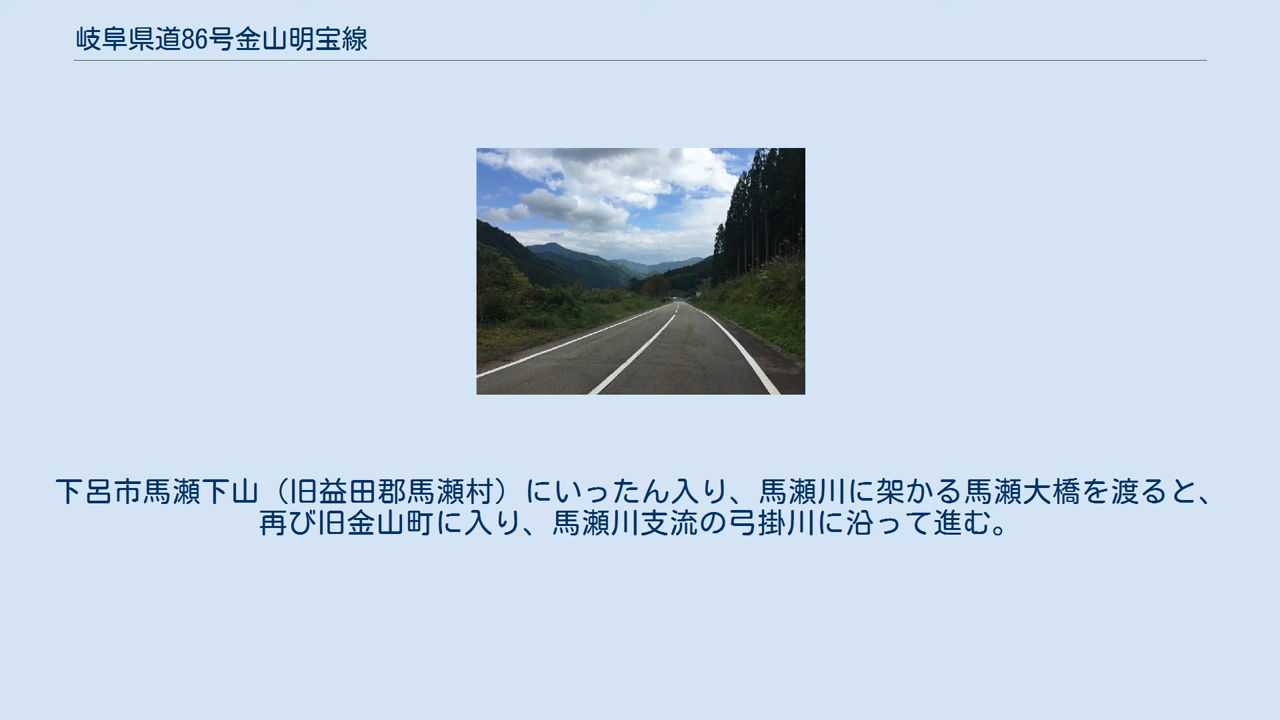 岐阜県道86号金山明宝線
下呂市馬瀬下山（旧益田郡馬瀬村）にいったん入り、馬瀬川に架かる馬瀬大橋を渡ると、
再び旧金山町に入り、馬瀬川支流の弓掛川に沿って進む。